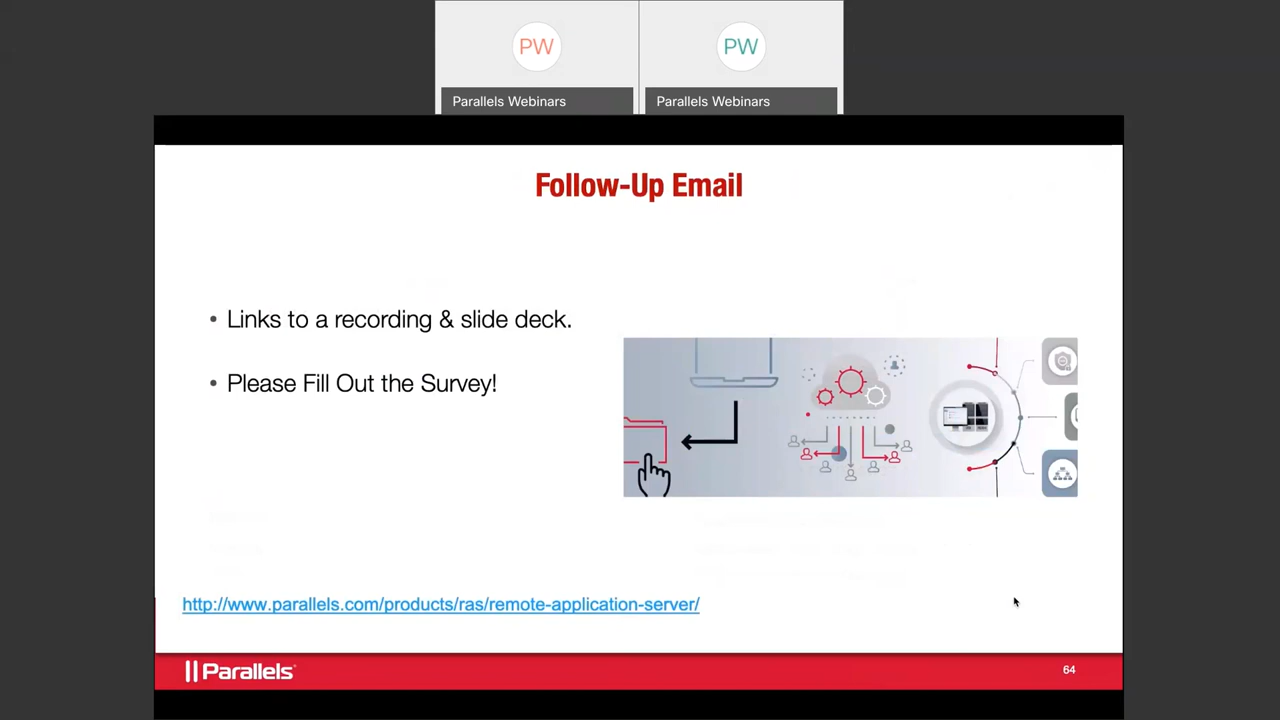 PW
PW
Parallels Webinars
Parallels Webinars
Follow-Up Email
• Links to a recording & slide deck.
• Please Fill Out the Survey!
http://www.parallels.com/products/ras/remote-application-server/
Parallels®
64